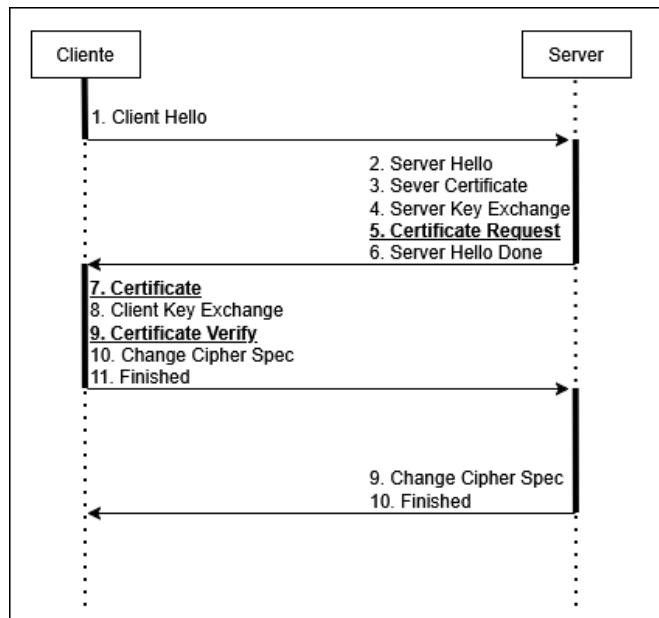 Cliente
Server
1. Client Hello
2. Server Hello
3. Sever Certificate
4. Server Key Exchange
5. Certificate Request
6. Server Hello Done
7. Certificate
8. Client Key Exchange
9. Certificate Verify
10. Change Cipher Spec
11. Finished
9. Change Cipher Spec
10. Finished